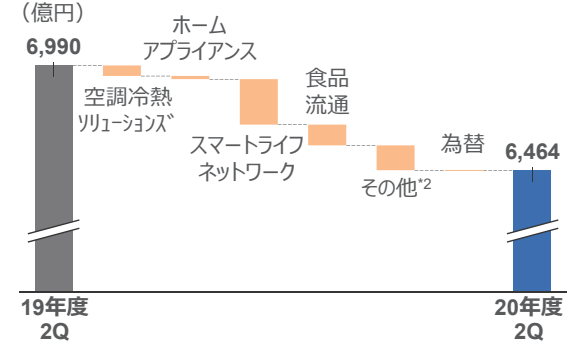 （億円）
6,990
ホーム
アプライアンス
空調冷熱
ソリューションズ
スマートライフ
ネットワーク
食品
流通
その他*2
為替
6,464
19年度
2Q
20年度
2Q